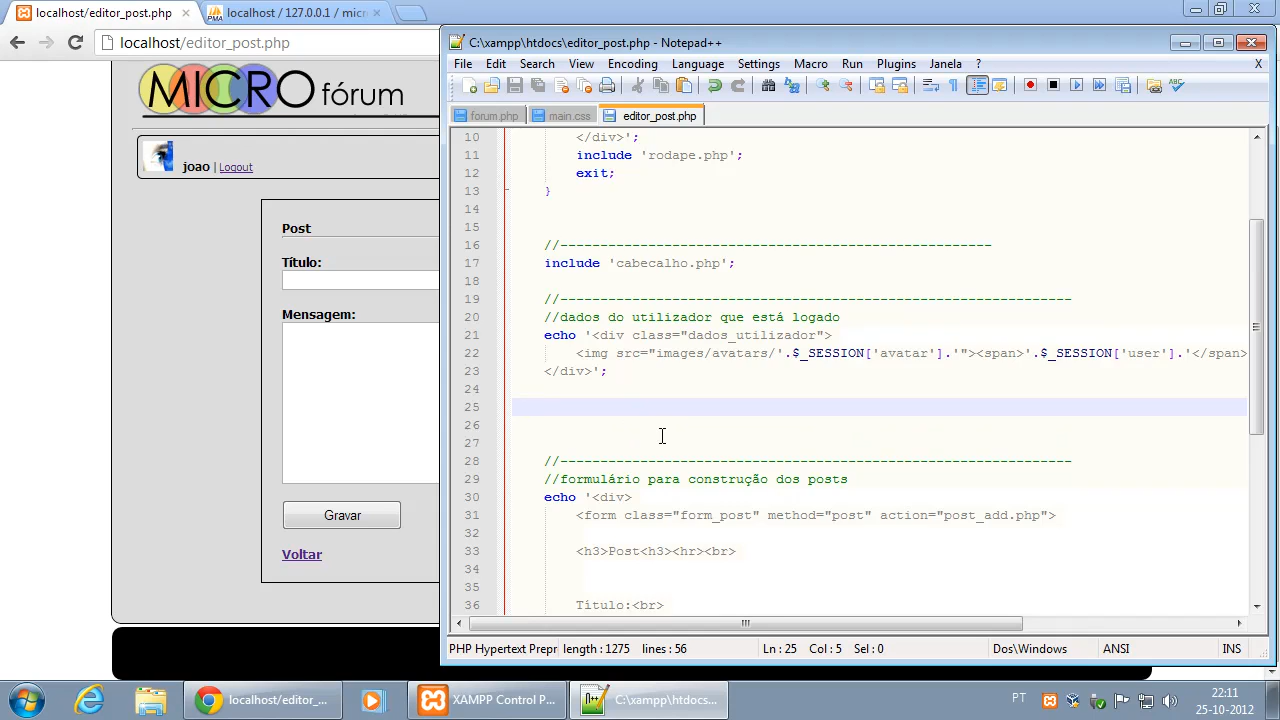 localhost/editor_post.php
localhost / 127.0.0.1 / micr
localhost/editor_post.php
MICRO fórum
joao | Logout
Post
Título:
Mensagem:
Gravar
Voltar
C:\xampp\htdocs\editor_post.php - Notepad++
File Edit Search View Encoding Language Settings Macro Run Plugins Janela ? X
forum.php main.css editor_post.php
10 </div>';
11 include 'rodape.php';
12 exit;
13 }
14
15
16 //------------------------------------------------------
17 include 'cabecalho.php';
18
19 //----------------------------------------------------------------
20 //dados do utilizador que está logado
21 echo '<div class="dados_utilizador">
22 <img src="images/avatars/'.$_SESSION['avatar'].'"><span>'.$_SESSION['user'].'</span>
23 </div>';
24
25
26
27
28 //----------------------------------------------------------------
29 //formulário para construção dos posts
30 echo '<div>
31 <form class="form_post" method="post" action="post_add.php">
32
33 <h3>Post<h3><hr><br>
34
35
36 Título:<br>
PHP Hypertext Prepr length : 1275 lines : 56 Ln : 25 Col : 5 Sel : 0 Dos\Windows ANSI INS
localhost/editor_... XAMPP Control P... C:\xampp\htdocs... PT 22:11
25-10-2012